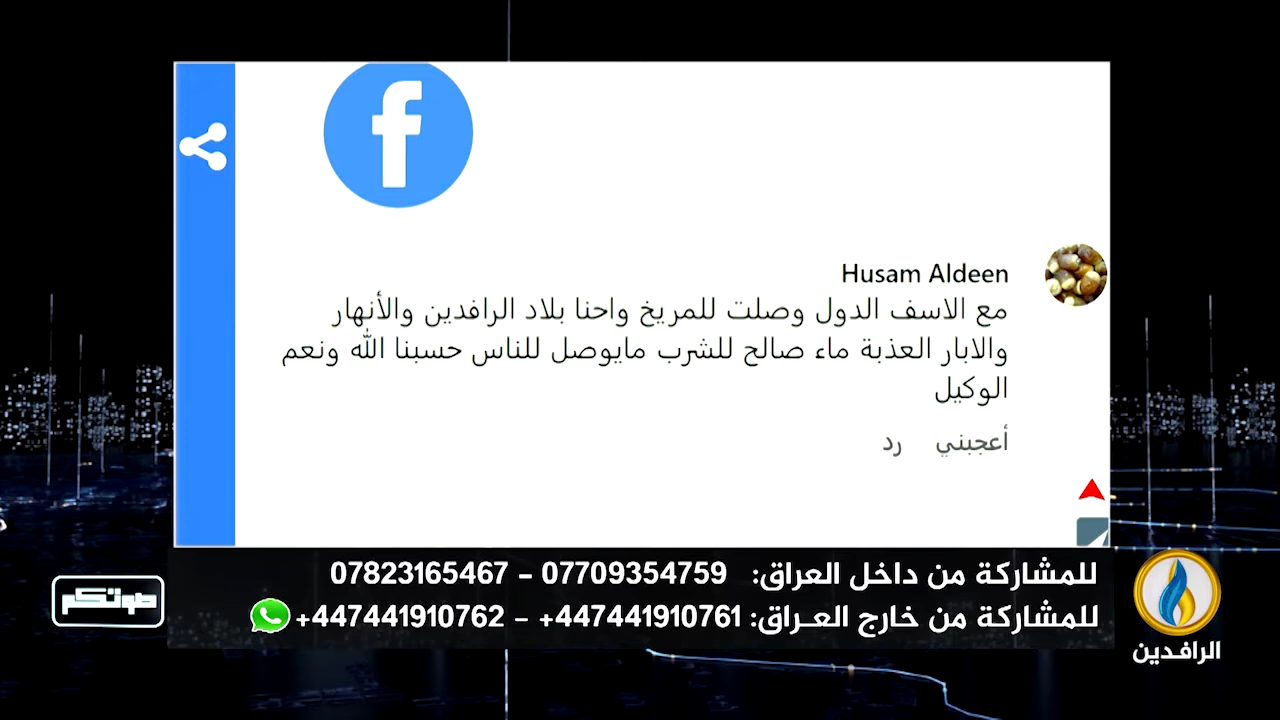 f
Husam Aldeen
مع الاسف الدول وصلت للمريخ واحنا بلاد الرافدين والأنهار
والابار العذبة ماء صالح للشرب مايوصل للناس حسبنا الله ونعم
الوكيل
أعجبني رد
للمشاركة من داخل العراق: 07709354759 - 07823165467
للمشاركة من خارج العـراق: 447441910761+ - 447441910762+
صوتكم
الرافدين